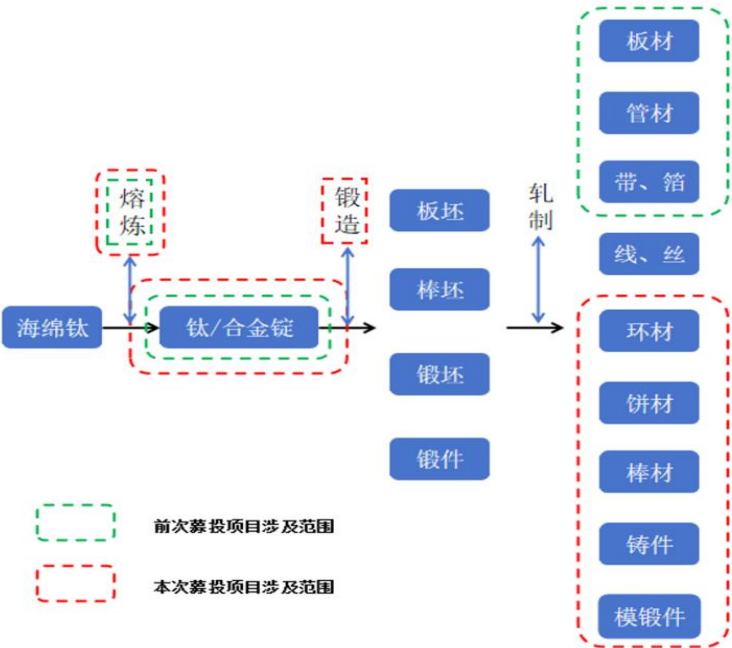 板材
管材
带、箔
线、丝
熔
炼
锻
造
轧
制
板坯
棒坯
锻坯
锻件
海绵钛
钛/合金锭
环材
饼材
棒材
铸件
模锻件
前次募投项目涉及范围
本次募投项目涉及范围